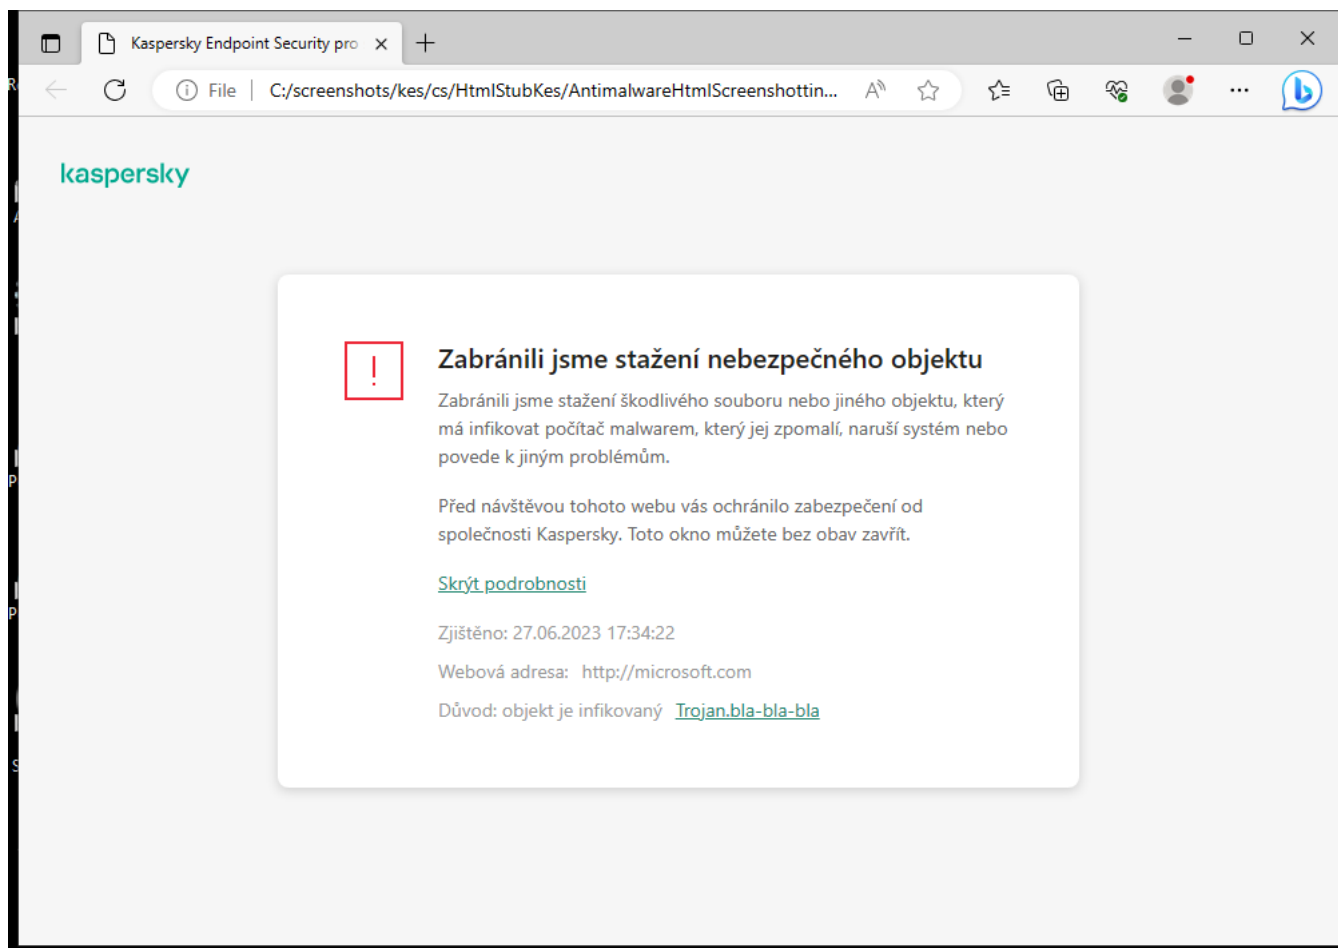 Kaspersky Endpoint Security pro
File
C:/screenshots/kes/cs/HtmlStubKes/AntimalwareHtmlScreenshottin...
kaspersky
Zabránili jsme stažení nebezpečného objektu
Zabránili jsme stažení škodlivého souboru nebo jiného objektu, který
má infikovat počítač malwarem, který jej zpomalí, naruší systém nebo
povede k jiným problémům.
Před návštěvou tohoto webu vás ochránilo zabezpečení od
společnosti Kaspersky. Toto okno můžete bez obav zavřít.
Skrýt podrobnosti
Zjištěno: 27.06.2023 17:34:22
Webová adresa: http://microsoft.com
Důvod: objekt je infikovaný Trojan.bla-bla-bla